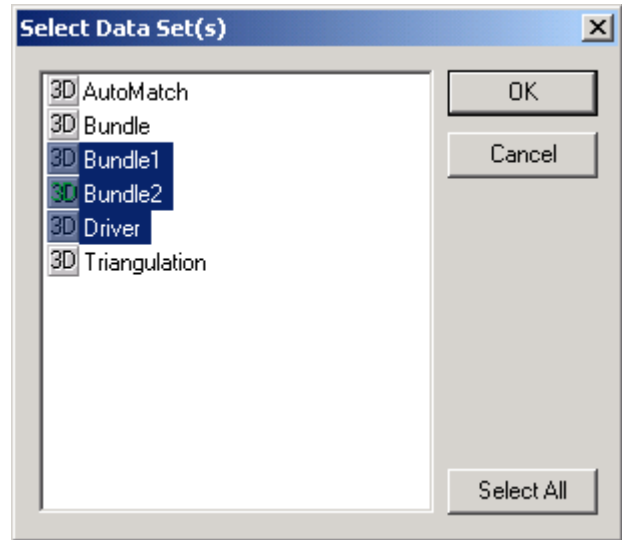 Select Data Set(s)
3D AutoMatch
3D Bundle
3D Bundle1
3D Bundle2
3D Driver
3D Triangulation
OK
Cancel
Select All